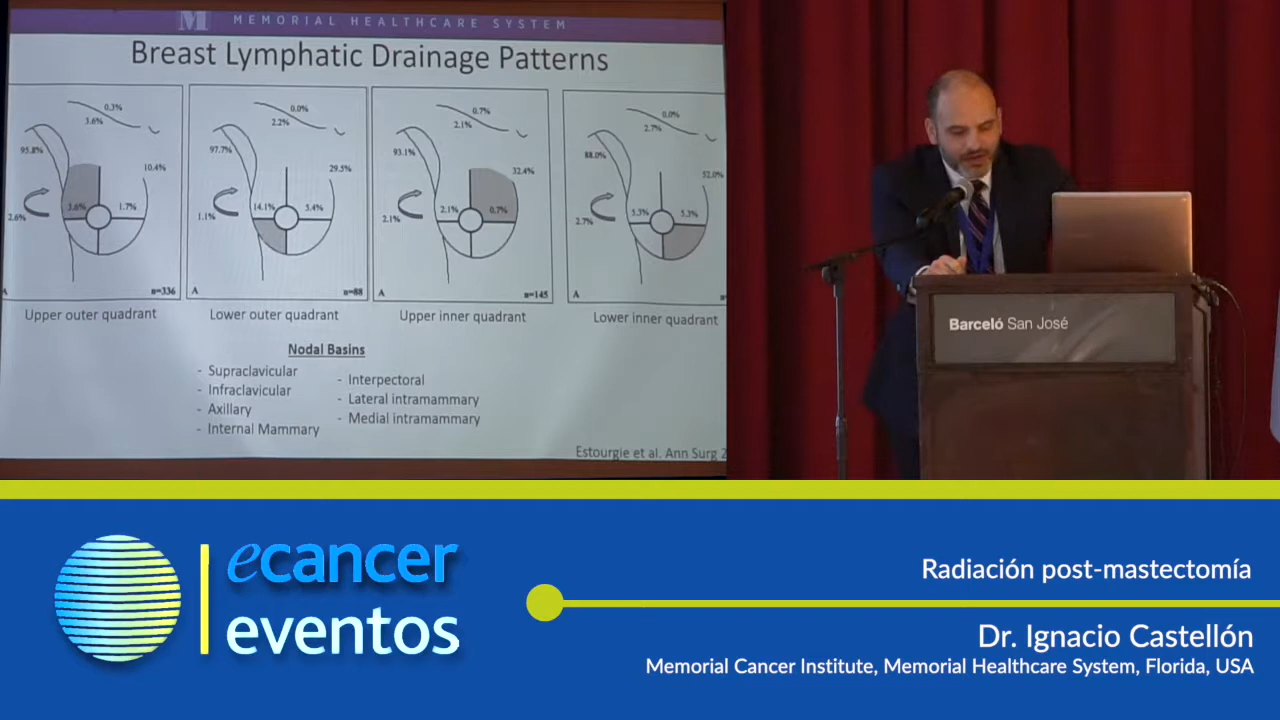 M MEMORIAL HEALTHCARE SYSTEM
Breast Lymphatic Drainage Patterns
0.3%
3.6%
95.8%
10.4%
3.6%
1.7%
2.6%
A
n=336
0.0%
2.2%
97.7%
29.5%
14.1%
5.4%
1.1%
A
n=88
0.7%
2.1%
93.1%
32.4%
2.1%
0.7%
2.1%
A
n=145
0.0%
2.7%
88.0%
52.0%
5.3%
5.3%
2.7%
A
Upper outer quadrant
Lower outer quadrant
Upper inner quadrant
Lower inner quadrant
Nodal Basins
- Supraclavicular
- Infraclavicular
- Axillary
- Internal Mammary
- Interpectoral
- Lateral intramammary
- Medial intramammary
Estourgie et al. Ann Surg 2
Barceló San José
ecancer
eventos
Radiación post-mastectomía
Dr. Ignacio Castellón
Memorial Cancer Institute, Memorial Healthcare System, Florida, USA